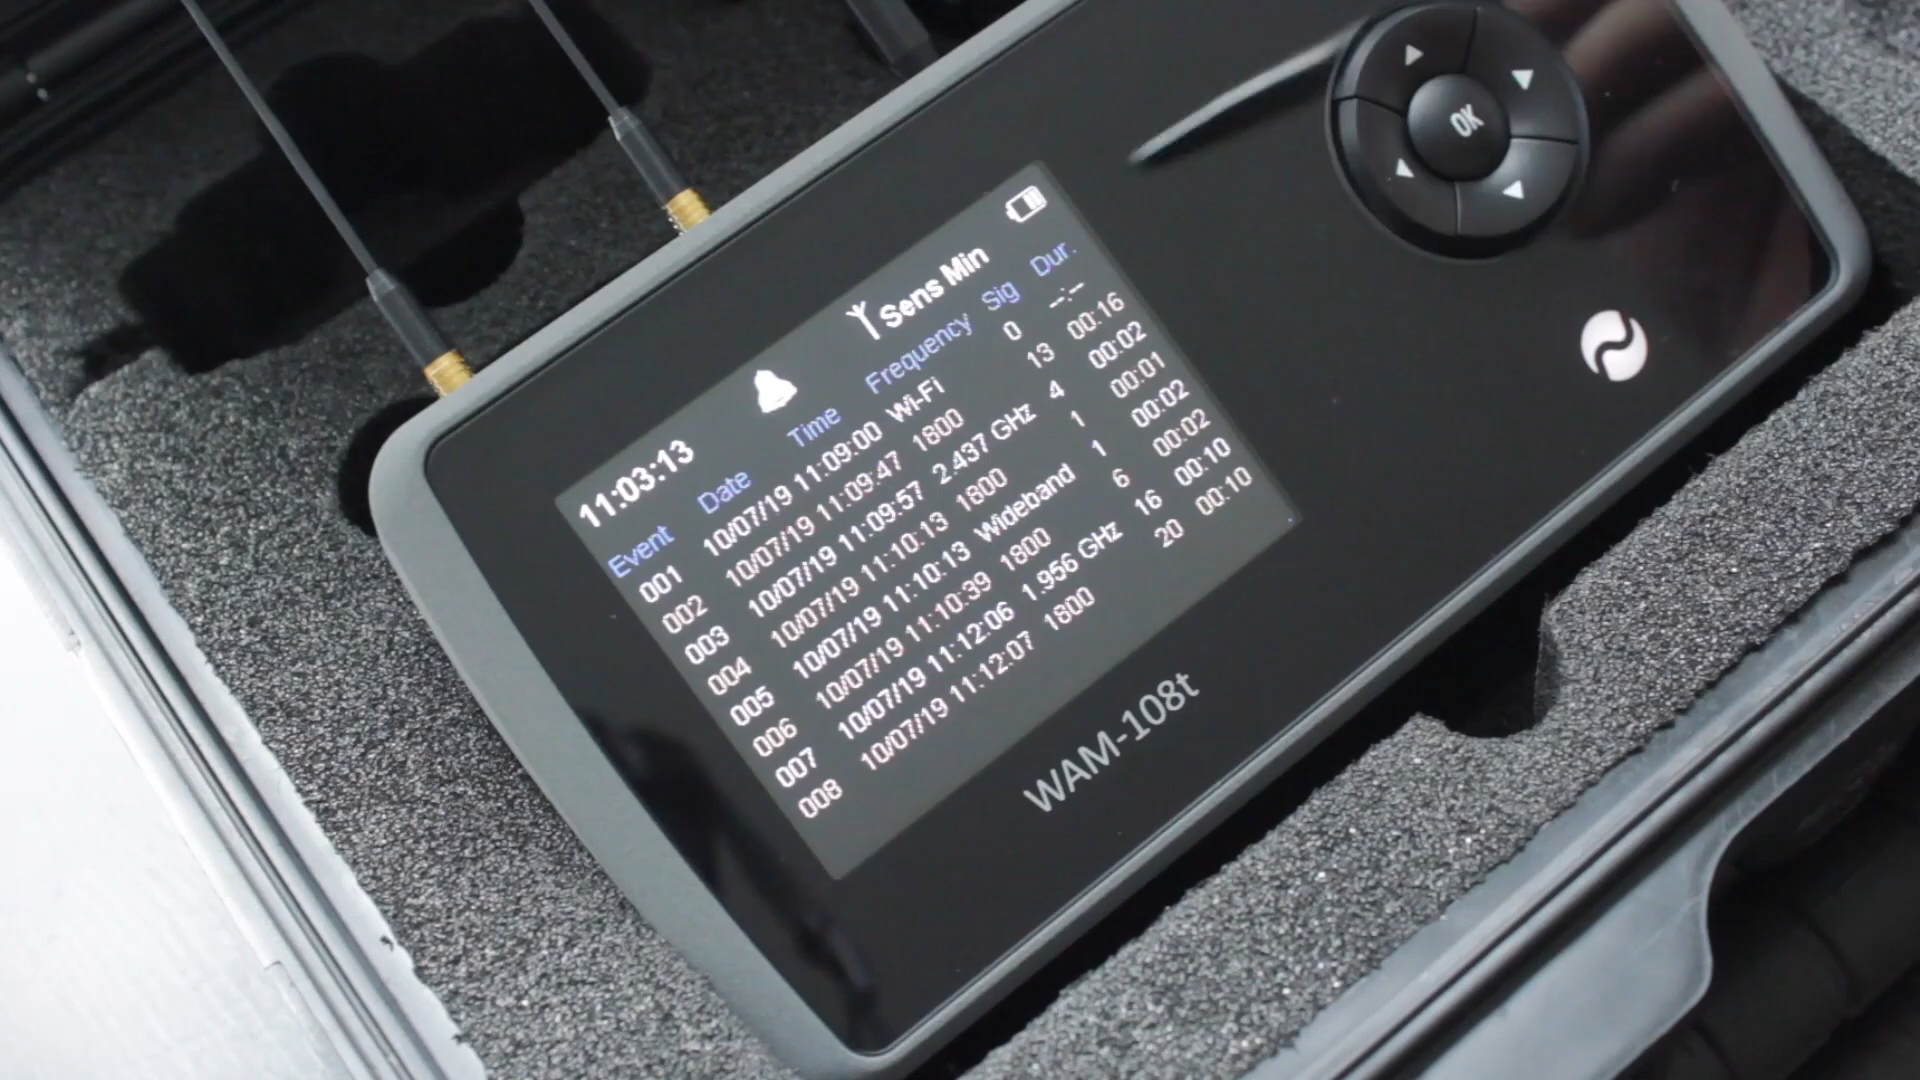 OK
11:03:13 Sens Min
Event Date Time Frequency Sig Dur.
001 10/07/19 11:09:00 Wi-Fi 0 --:--
002 10/07/19 11:09:47 1800 13 00:16
003 10/07/19 11:09:57 2.437 GHz 4 00:02
004 10/07/19 11:10:13 1800 1 00:01
005 10/07/19 11:10:13 Wideband 1 00:02
006 10/07/19 11:10:39 1800 6 00:02
007 10/07/19 11:12:06 1.956 GHz 16 00:10
008 10/07/19 11:12:07 1800 20 00:10
WAM-108t